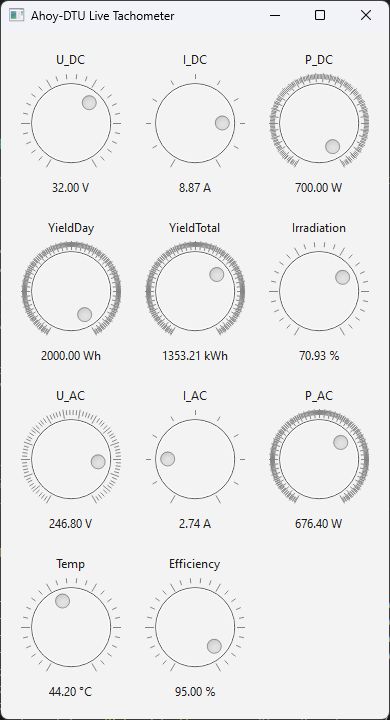 Ahoy-DTU Live Tachometer
U_DC I_DC P_DC
32.00 V 8.87 A 700.00 W
YieldDay YieldTotal Irradiation
2000.00 Wh 1353.21 kWh 70.93 %
U_AC I_AC P_AC
246.80 V 2.74 A 676.40 W
Temp Efficiency
44.20 °C 95.00 %